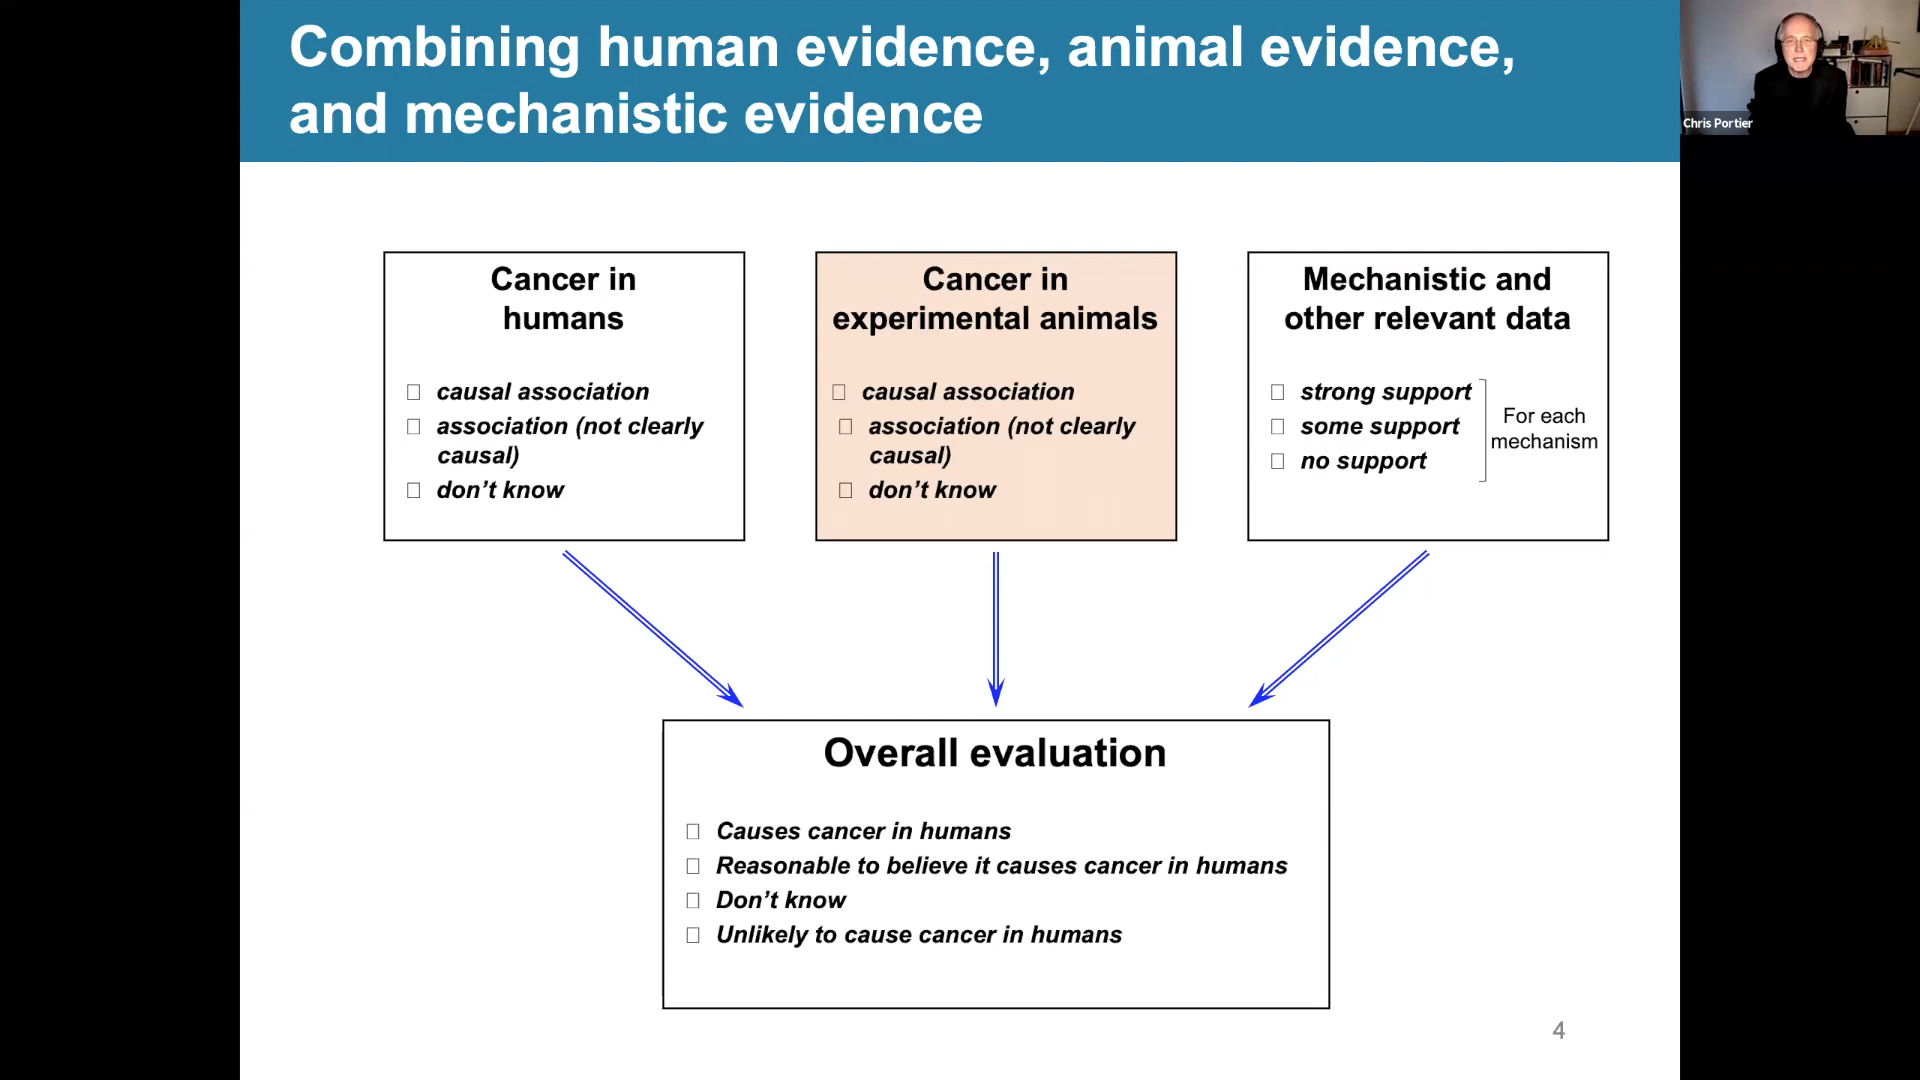 Combining human evidence, animal evidence,
and mechanistic evidence
Chris Portier
Cancer in
humans
causal association
association (not clearly
causal)
don’t know
Cancer in
experimental animals
causal association
association (not clearly
causal)
don’t know
Mechanistic and
other relevant data
strong support
some support
no support
For each
mechanism
Overall evaluation
Causes cancer in humans
Reasonable to believe it causes cancer in humans
Don’t know
Unlikely to cause cancer in humans
4